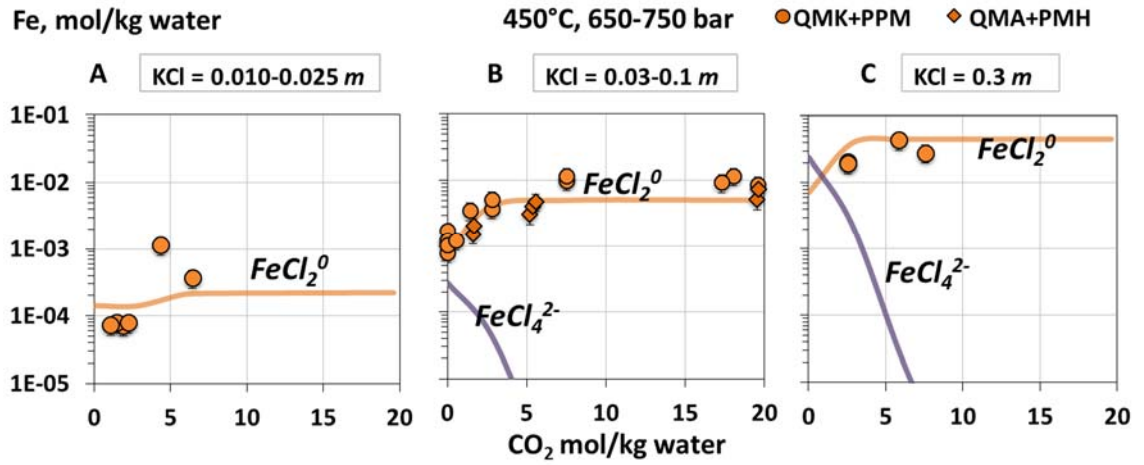 Fe, mol/kg water 450°C, 650-750 bar QMK+PPM QMA+PMH
A KCl = 0.010-0.025 m B KCl = 0.03-0.1 m C KCl = 0.3 m
1E-01
1E-02
1E-03
1E-04
1E-05
FeCl₂⁰
FeCl₂⁰
FeCl₄²⁻
FeCl₂⁰
FeCl₄²⁻
0 5 10 15 20 0 5 10 15 20 0 5 10 15 20
CO₂ mol/kg water